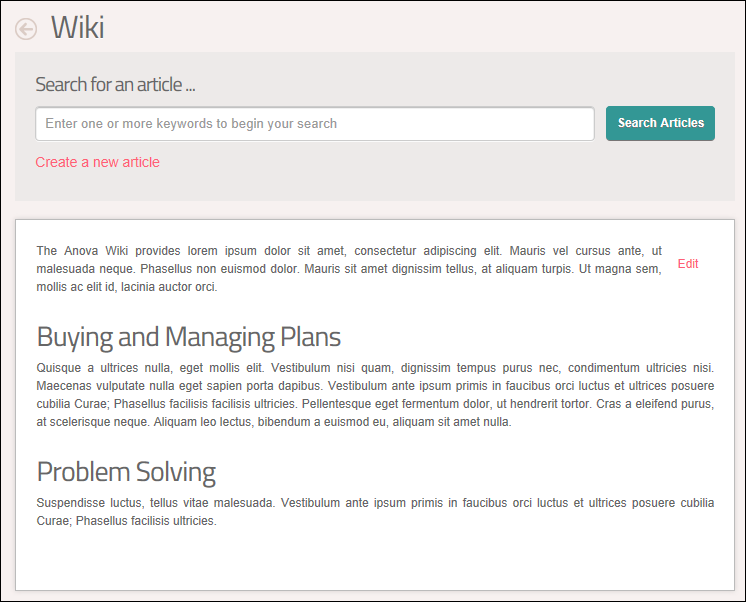 Wiki
Search for an article ...
Enter one or more keywords to begin your search
Search Articles
Create a new article
The Anova Wiki provides lorem ipsum dolor sit amet, consectetur adipiscing elit. Mauris vel cursus ante, ut
malesuada neque. Phasellus non euismod dolor. Mauris sit amet dignissim tellus, at aliquam turpis. Ut magna sem,
mollis ac elit id, lacinia auctor orci.
Edit
Buying and Managing Plans
Quisque a ultrices nulla, eget mollis elit. Vestibulum nisi quam, dignissim tempus purus nec, condimentum ultricies nisi.
Maecenas vulputate nulla eget sapien porta dapibus. Vestibulum ante ipsum primis in faucibus orci luctus et ultrices posuere
cubilia Curae; Phasellus facilisis facilisis ultricies. Pellentesque eget fermentum dolor, ut hendrerit tortor. Cras a eleifend purus,
at scelerisque neque. Aliquam leo lectus, bibendum a euismod eu, aliquam sit amet nulla.
Problem Solving
Suspendisse luctus, tellus vitae malesuada. Vestibulum ante ipsum primis in faucibus orci luctus et ultrices posuere cubilia
Curae; Phasellus facilisis ultricies.